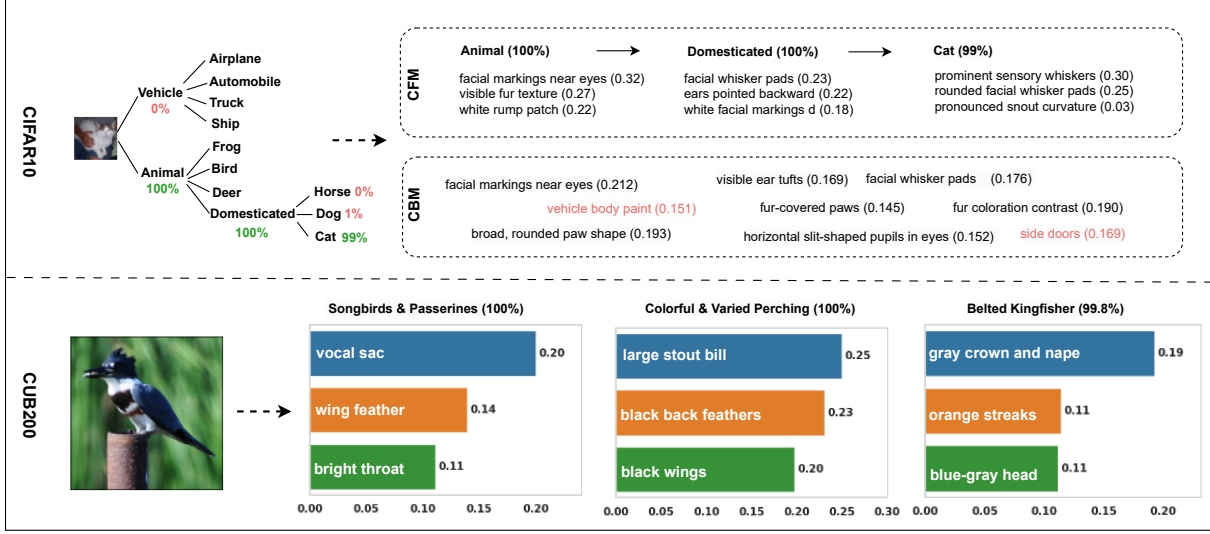 CIFAR10
Vehicle
0%
Airplane
Automobile
Truck
Ship
Animal
100%
Frog
Bird
Deer
Domesticated
100%
Horse 0%
Dog 1%
Cat 99%
CFM
Animal (100%)
facial markings near eyes (0.32)
visible fur texture (0.27)
white rump patch (0.22)
Domesticated (100%)
facial whisker pads (0.23)
ears pointed backward (0.22)
white facial markings d (0.18)
Cat (99%)
prominent sensory whiskers (0.30)
rounded facial whisker pads (0.25)
pronounced snout curvature (0.03)
CBM
facial markings near eyes (0.212) visible ear tufts (0.169) facial whisker pads (0.176)
vehicle body paint (0.151) fur-covered paws (0.145) fur coloration contrast (0.190)
broad, rounded paw shape (0.193) horizontal slit-shaped pupils in eyes (0.152) side doors (0.169)
CUB200
Songbirds & Passerines (100%)
vocal sac 0.20
wing feather 0.14
bright throat 0.11
0.00 0.05 0.10 0.15 0.20
Colorful & Varied Perching (100%)
large stout bill 0.25
black back feathers 0.23
black wings 0.20
0.00 0.05 0.10 0.15 0.20 0.25 0.30
Belted Kingfisher (99.8%)
gray crown and nape 0.19
orange streaks 0.11
blue-gray head 0.11
0.00 0.05 0.10 0.15 0.20